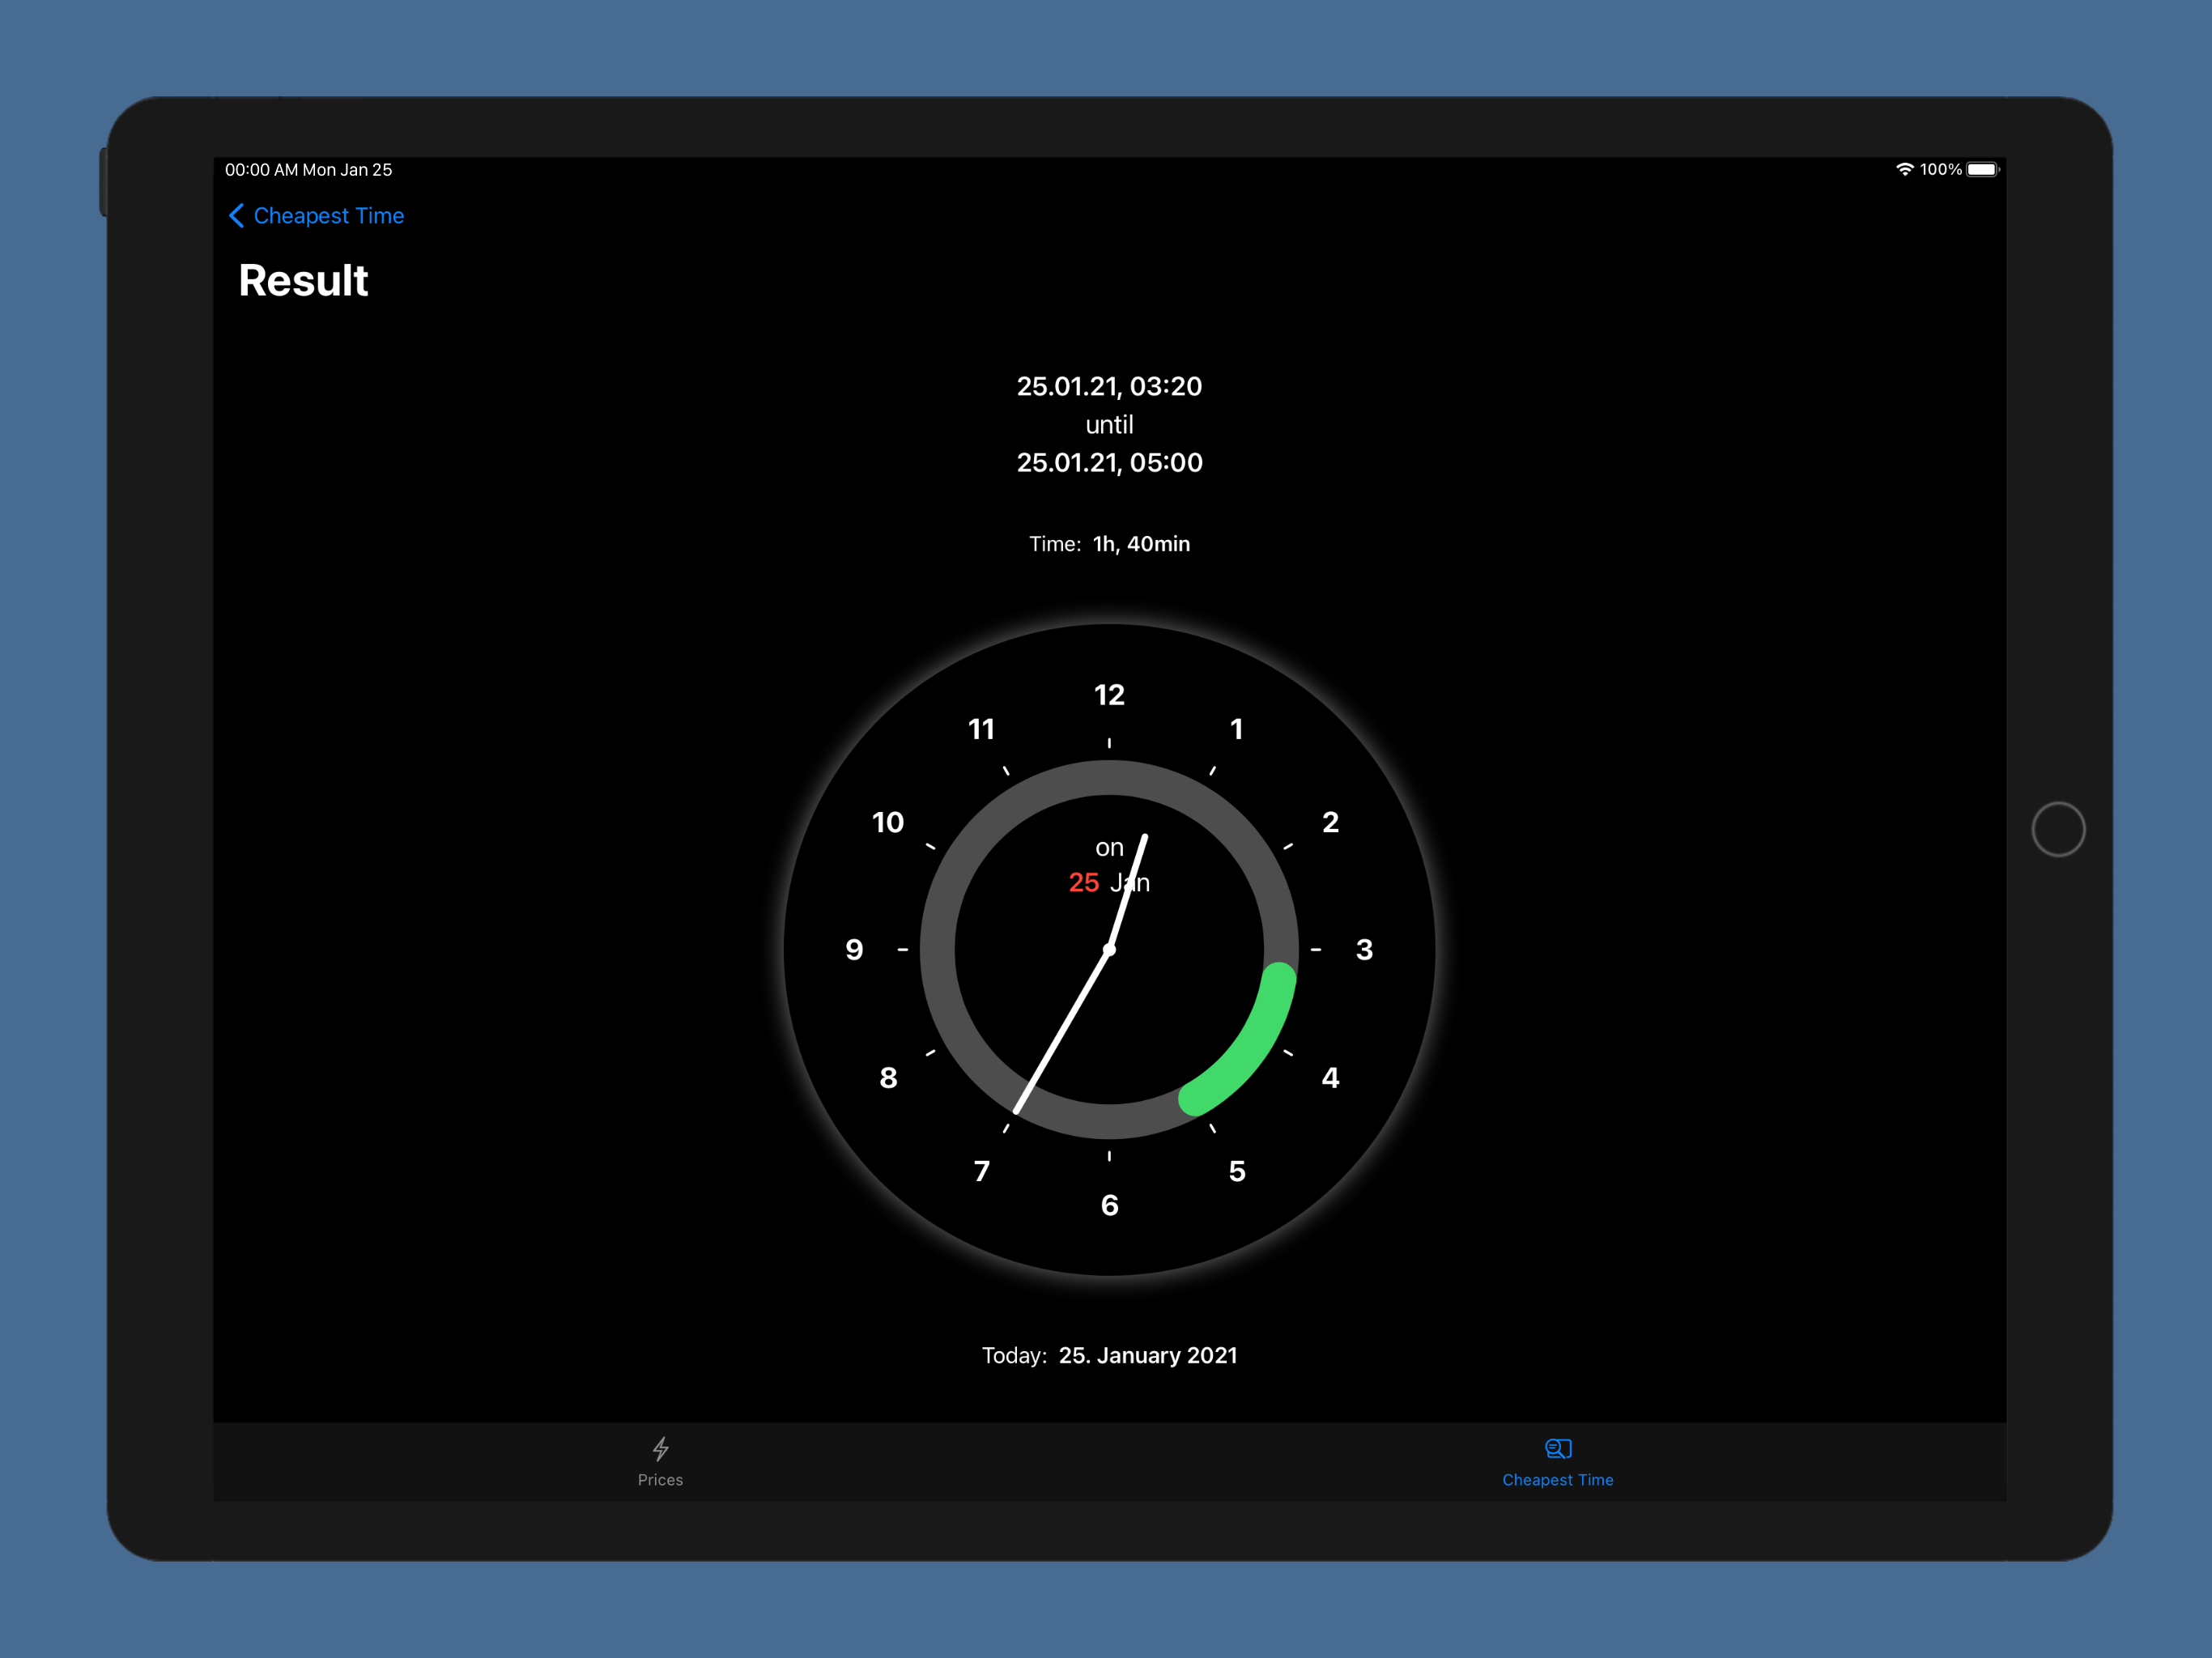 00:00 AM Mon Jan 25
100%
Cheapest Time
Result
25.01.21, 03:20
until
25.01.21, 05:00
Time: 1h, 40min
12
11
1
10
2
on
25 Jan
9
3
8
4
7
5
6
Today: 25. January 2021
Prices
Cheapest Time